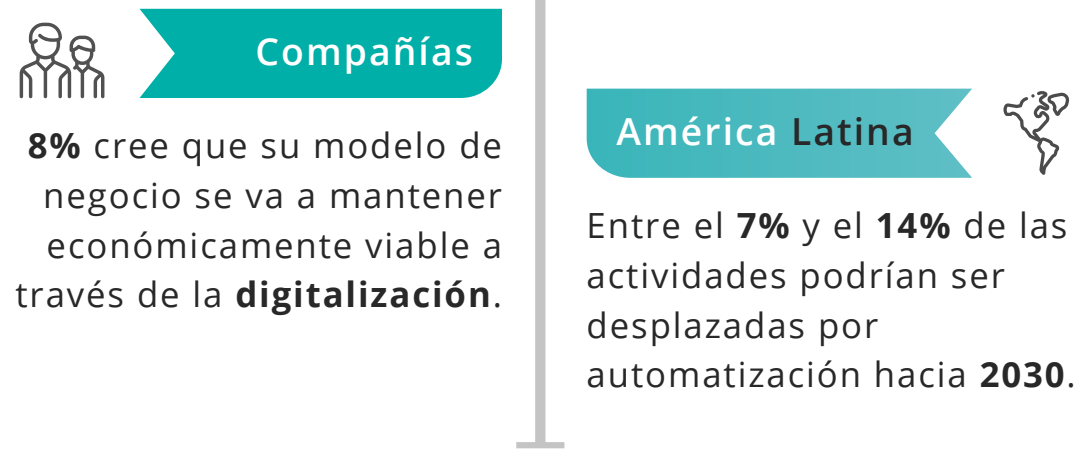 Compañías
8% cree que su modelo de
negocio se va a mantener
económicamente viable a
través de la digitalización.
América Latina
Entre el 7% y el 14% de las
actividades podrían ser
desplazadas por
automatización hacia 2030.